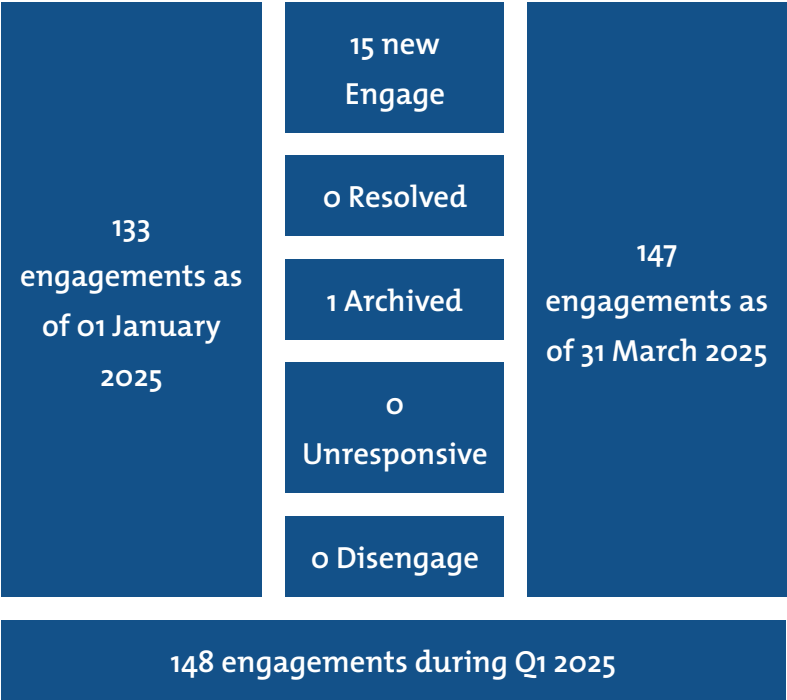 133
engagements as
of 01 January
2025
15 new
Engage
0 Resolved
1 Archived
0
Unresponsive
0 Disengage
147
engagements as
of 31 March 2025
148 engagements during Q1 2025